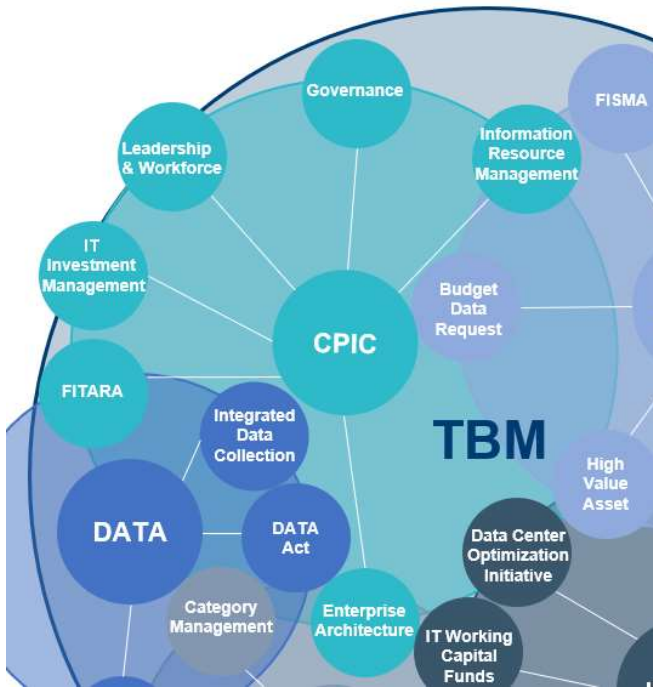 Governance
FISMA
Leadership
& Workforce
Information
Resource
Management
IT
Investment
Management
Budget
Data
Request
CPIC
FITARA
Integrated
Data
Collection
TBM
High
Value
Asset
DATA
DATA
Act
Data Center
Optimization
Initiative
Category
Management
Enterprise
Architecture
IT Working
Capital
Funds